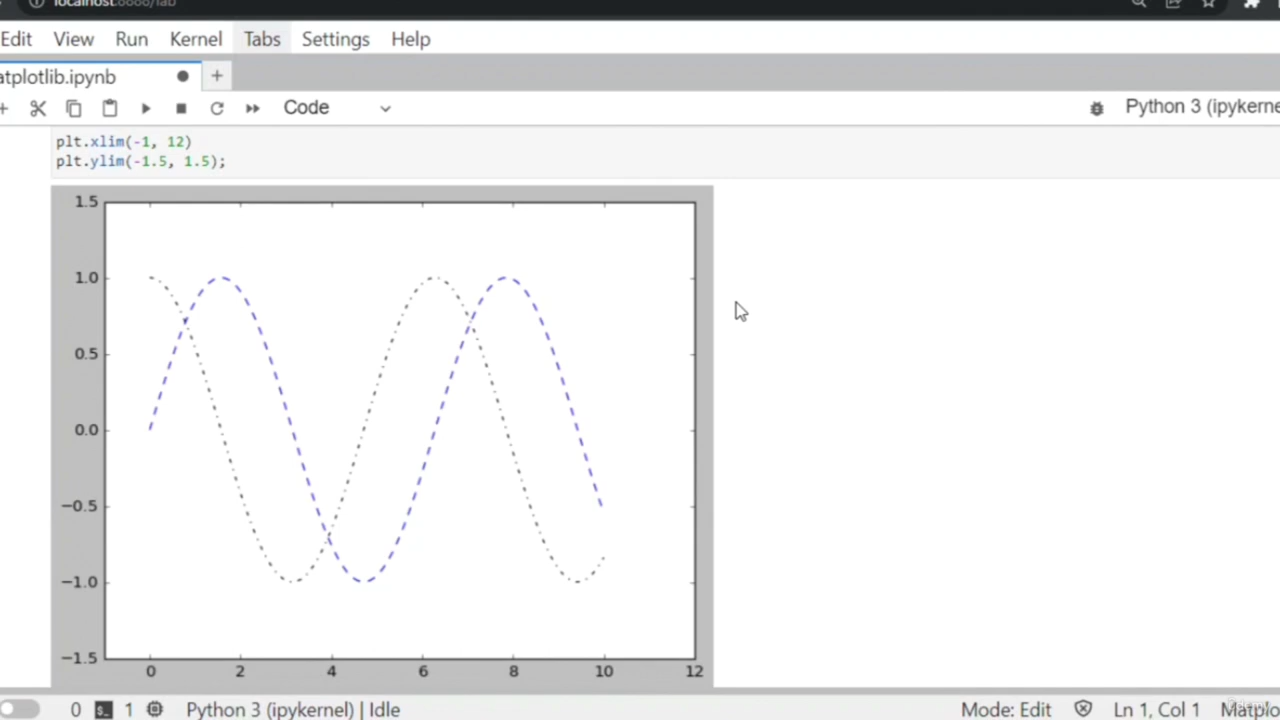 localhost:8888/lab
Edit View Run Kernel Tabs Settings Help
atplotlib.ipynb
Code
Python 3 (ipykerne
plt.xlim(-1, 12)
plt.ylim(-1.5, 1.5);
1.5
1.0
0.5
0.0
−0.5
−1.0
−1.5
0 2 4 6 8 10 12
0 $_ 1 Python 3 (ipykernel) | Idle Mode: Edit Ln 1, Col 1 Matplo